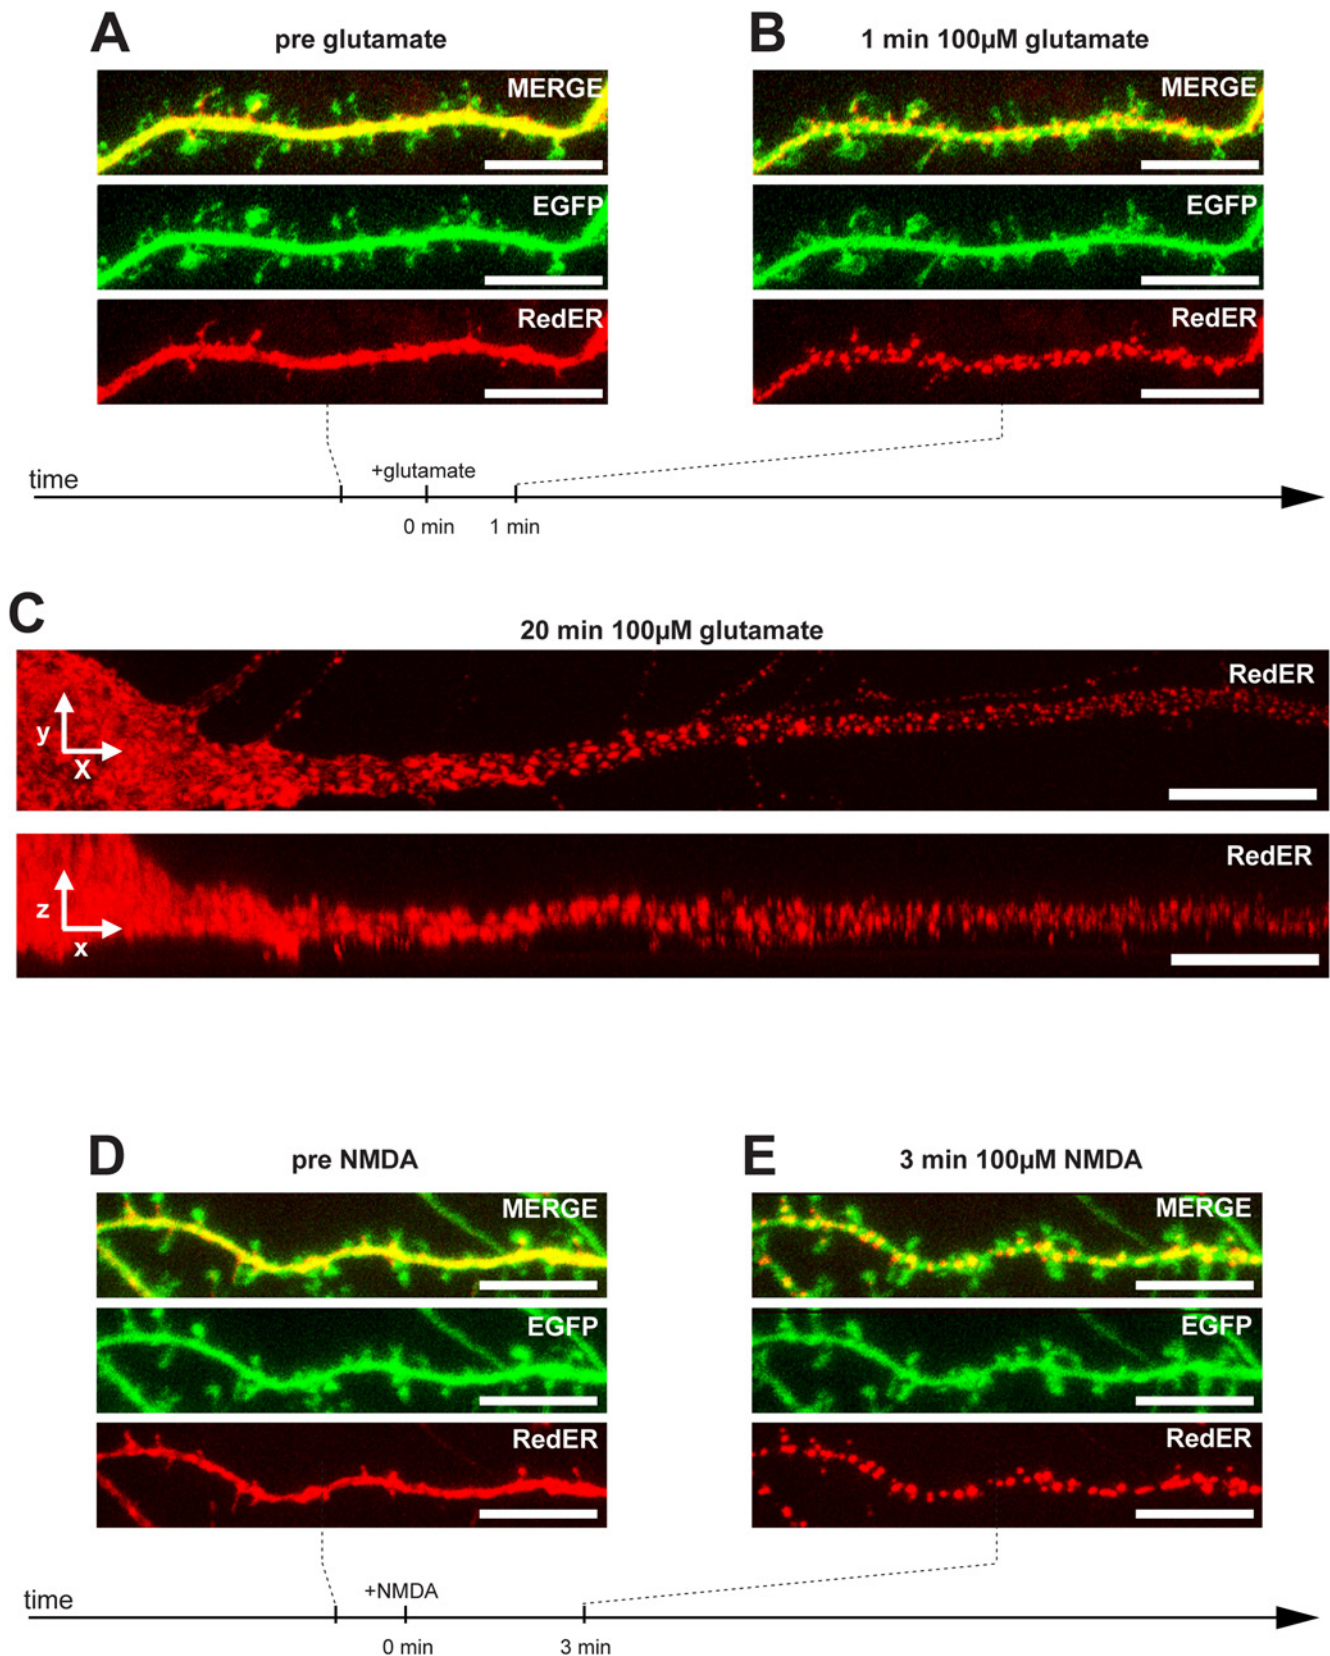 A
pre glutamate
B
1 min 100µM glutamate
MERGE
MERGE
EGFP
EGFP
RedER
RedER
time
+glutamate
0 min
1 min
C
20 min 100µM glutamate
RedER
y
X
RedER
z
x
D
pre NMDA
E
3 min 100µM NMDA
MERGE
MERGE
EGFP
EGFP
RedER
RedER
time
+NMDA
0 min
3 min